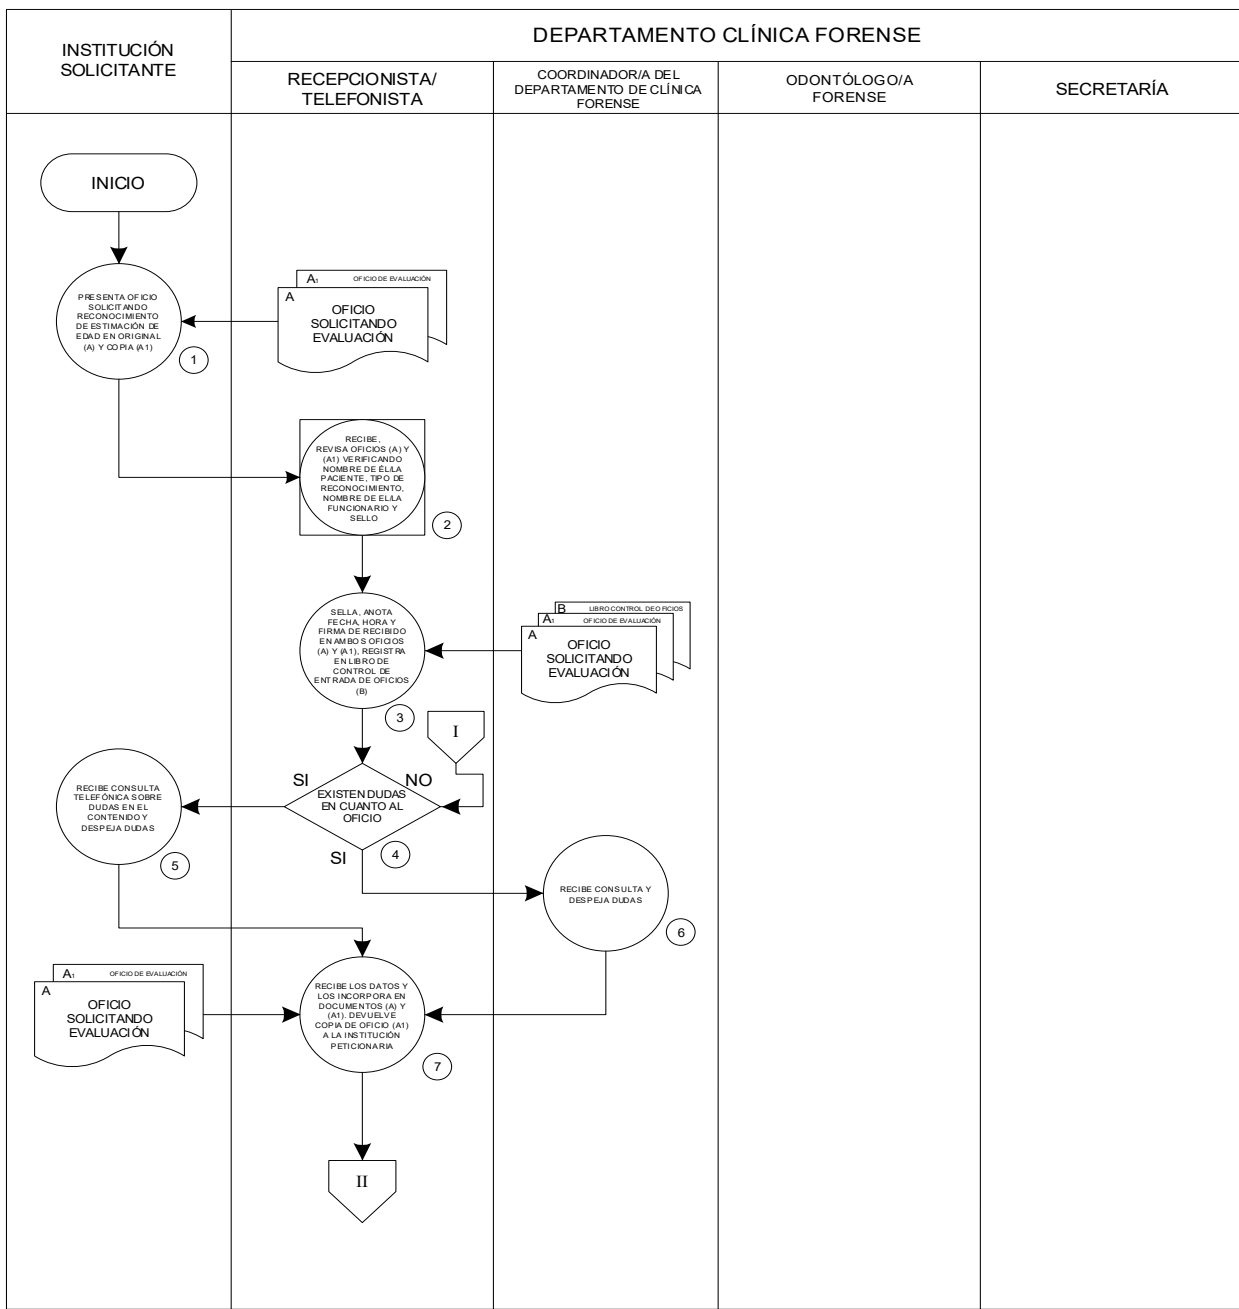 INSTITUCIÓN
SOLICITANTE
DEPARTAMENTO CLÍNICA FORENSE
RECEPCIONISTA/
TELEFONISTA
COORDINADOR/A DEL
DEPARTAMENTO DE CLÍNICA
FORENSE
ODONTÓLOGO/A
FORENSE
SECRETARÍA
INICIO
PRESENTA OFICIO
SOLICITANDO
RECONOCIMIENTO
DE ESTIMACIÓN DE
EDAD EN ORIGINAL
(A) Y COPIA (A1)
1
A1 OFICIO DE EVALUACIÓN
A
OFICIO
SOLICITANDO
EVALUACIÓN
RECIBE,
REVISA OFICIOS (A) Y
(A1) VERIFICANDO
NOMBRE DE ÉL/LA
PACIENTE, TIPO DE
RECONOCIMIENTO,
NOMBRE DE EL/LA
FUNCIONARIO Y
SELLO
2
SELLA, ANOTA
FECHA, HORA Y
FIRMA DE RECIBIDO
EN AMBOS OFICIOS
(A) Y (A1), REGISTRA
EN LIBRO DE
CONTROL DE
ENTRADA DE OFICIOS
(B)
3
B LIBRO CONTROL DE OFICIOS
A1 OFICIO DE EVALUACIÓN
A
OFICIO
SOLICITANDO
EVALUACIÓN
I
SI
NO
EXISTEN DUDAS
EN CUANTO AL
OFICIO
SI
4
RECIBE CONSULTA
TELEFÓNICA SOBRE
DUDAS EN EL
CONTENIDO Y
DESPEJA DUDAS
5
RECIBE CONSULTA Y
DESPEJA DUDAS
6
A1 OFICIO DE EVALUACIÓN
A
OFICIO
SOLICITANDO
EVALUACIÓN
RECIBE LOS DATOS Y
LOS INCORPORA EN
DOCUMENTOS (A) Y
(A1). DEVUELVE
COPIA DE OFICIO (A1)
A LA INSTITUCIÓN
PETICIONARIA
7
II